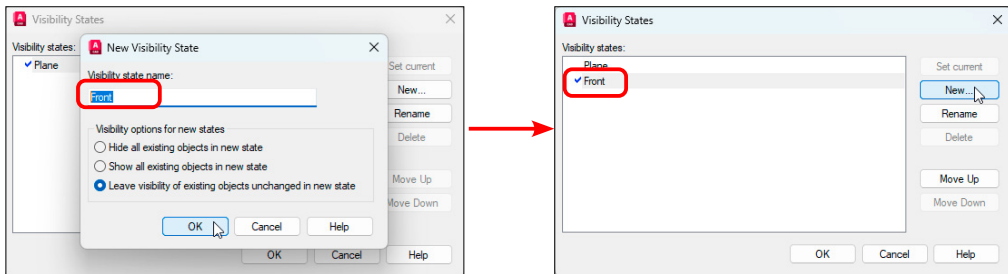 Visibility States
Visibility states:
Plane
New Visibility State
Visibility state name:
Front
Visibility options for new states
Hide all existing objects in new state
Show all existing objects in new state
Leave visibility of existing objects unchanged in new state
OK Cancel Help
Set current
New...
Rename
Delete
Move Up
Move Down
OK Cancel Help
Visibility States
Visibility states:
Plane
Front
Set current
New...
Rename
Delete
Move Up
Move Down
OK Cancel Help